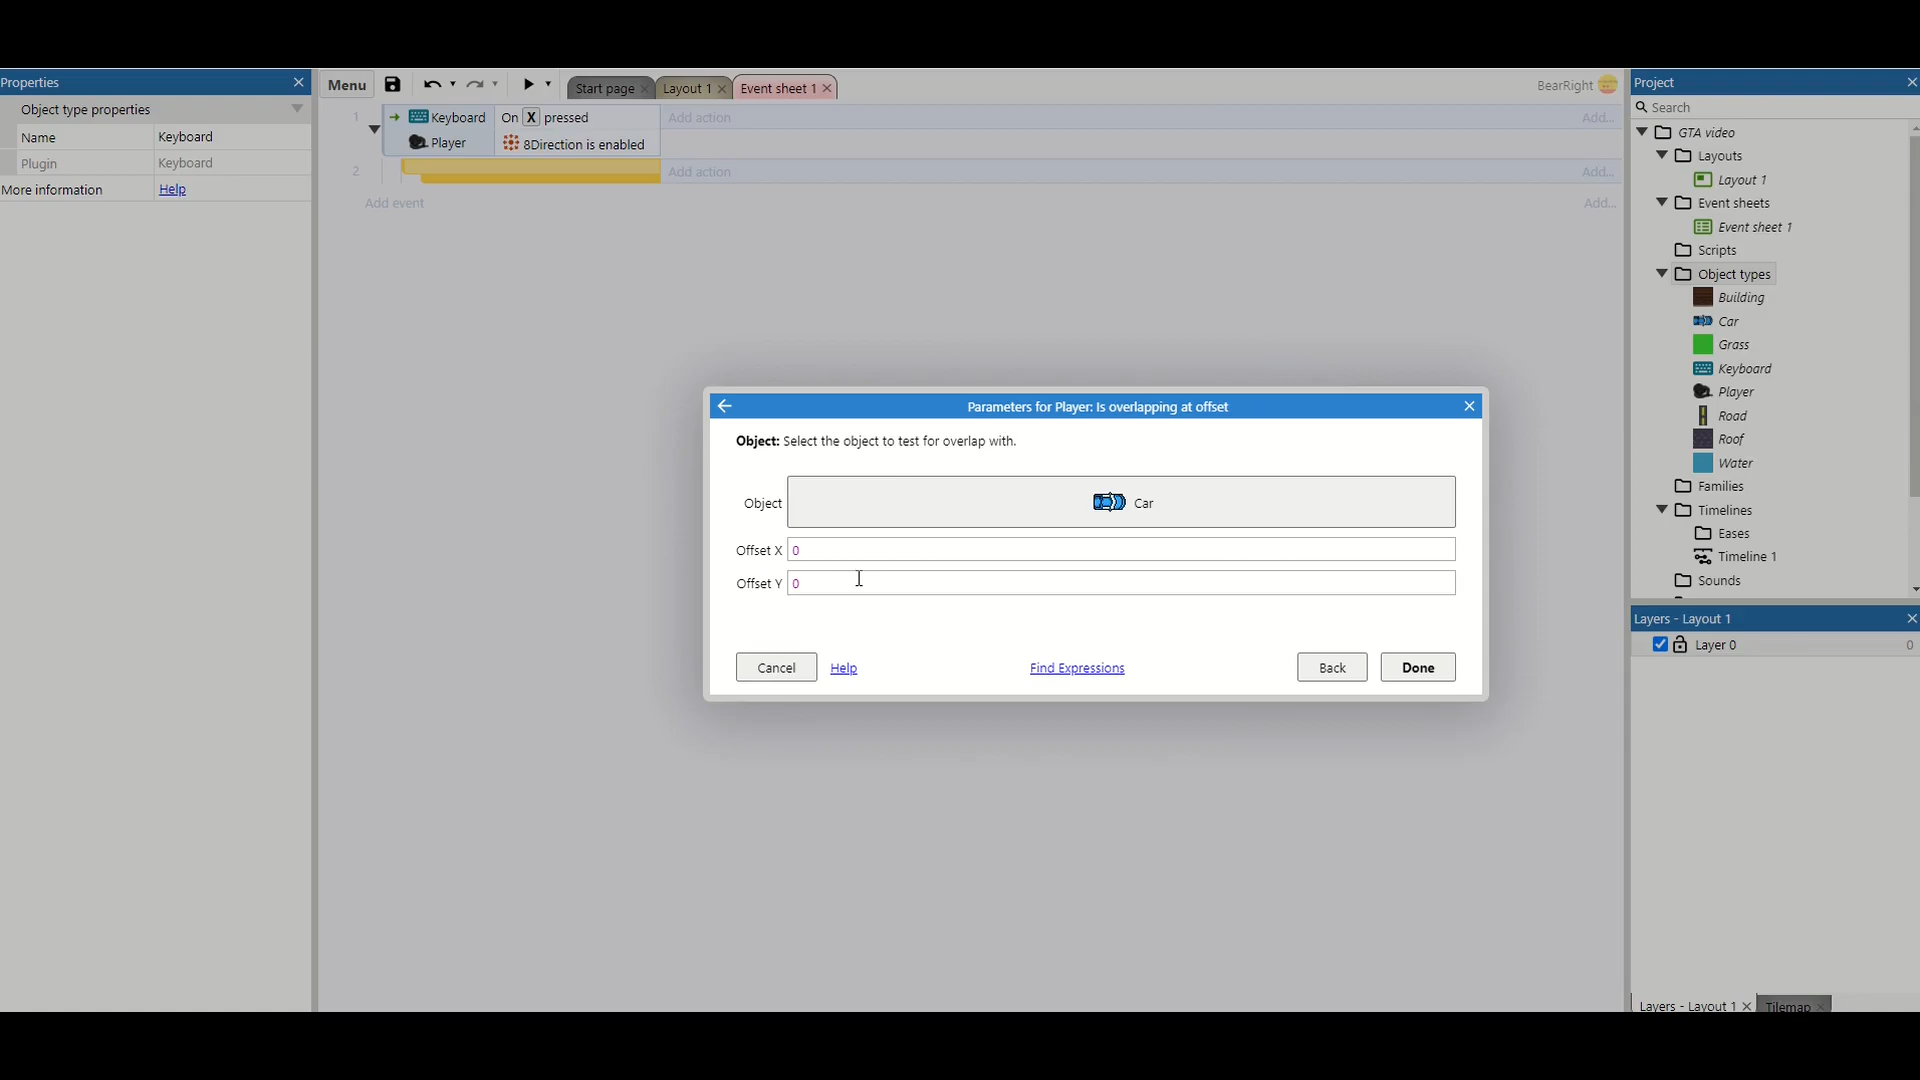 Properties
Object type properties
Name Keyboard
Plugin Keyboard
More information Help
Menu
Start page
Layout 1
Event sheet 1
BearRight
1 Keyboard On X pressed Add action Add...
Player 8Direction is enabled
2 Add action Add...
Add event Add...
Parameters for Player: Is overlapping at offset
Object: Select the object to test for overlap with.
Object Car
Offset X 0
Offset Y 0
Cancel Help Find Expressions Back Done
Project
Search
GTA video
Layouts
Layout 1
Event sheets
Event sheet 1
Scripts
Object types
Building
Car
Grass
Keyboard
Player
Road
Roof
Water
Families
Timelines
Eases
Timeline 1
Sounds
Layers - Layout 1
Layer 0 0
Layers - Layout 1 Tilemap